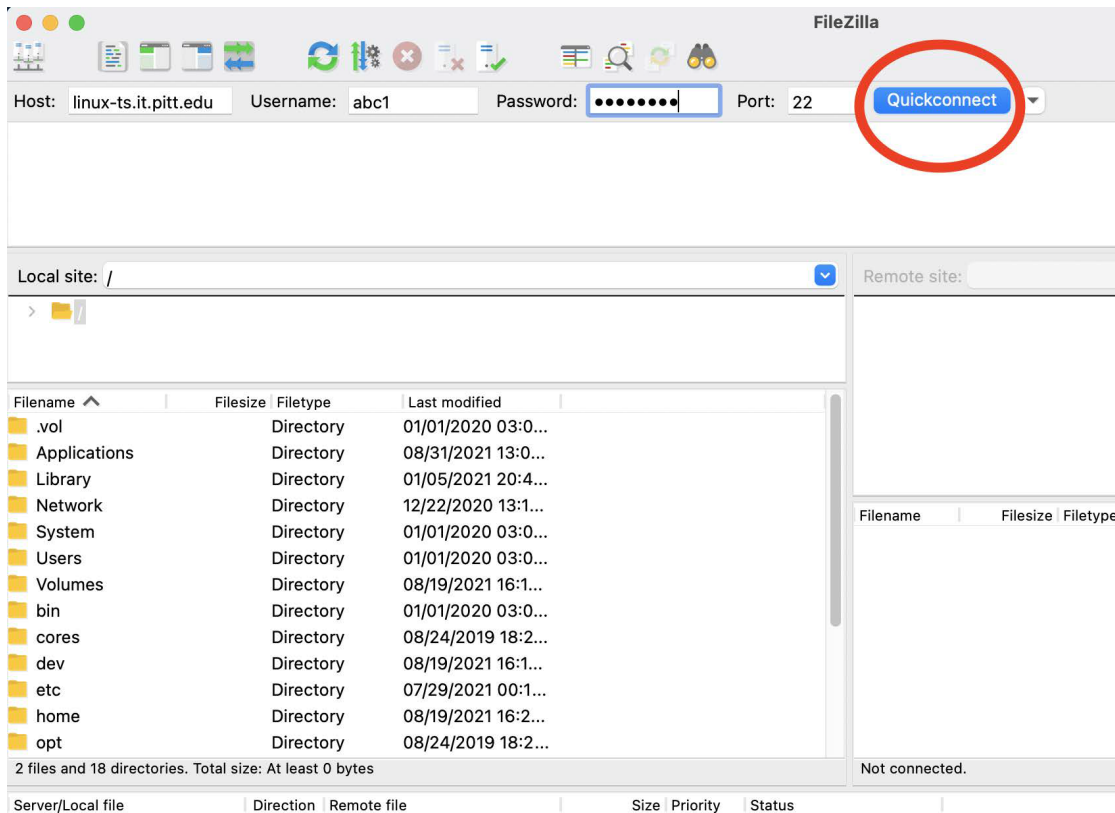 FileZilla
Host: linux-ts.it.pitt.edu Username: abc1 Password: •••••••• Port: 22 Quickconnect
Local site: / Remote site:
/
Filename Filesize Filetype Last modified
.vol Directory 01/01/2020 03:0...
Applications Directory 08/31/2021 13:0...
Library Directory 01/05/2021 20:4...
Network Directory 12/22/2020 13:1...
System Directory 01/01/2020 03:0...
Filename Filesize Filetype
Users Directory 01/01/2020 03:0...
Volumes Directory 08/19/2021 16:1...
bin Directory 01/01/2020 03:0...
cores Directory 08/24/2019 18:2...
dev Directory 08/19/2021 16:1...
etc Directory 07/29/2021 00:1...
home Directory 08/19/2021 16:2...
opt Directory 08/24/2019 18:2...
2 files and 18 directories. Total size: At least 0 bytes Not connected.
Server/Local file Direction Remote file Size Priority Status